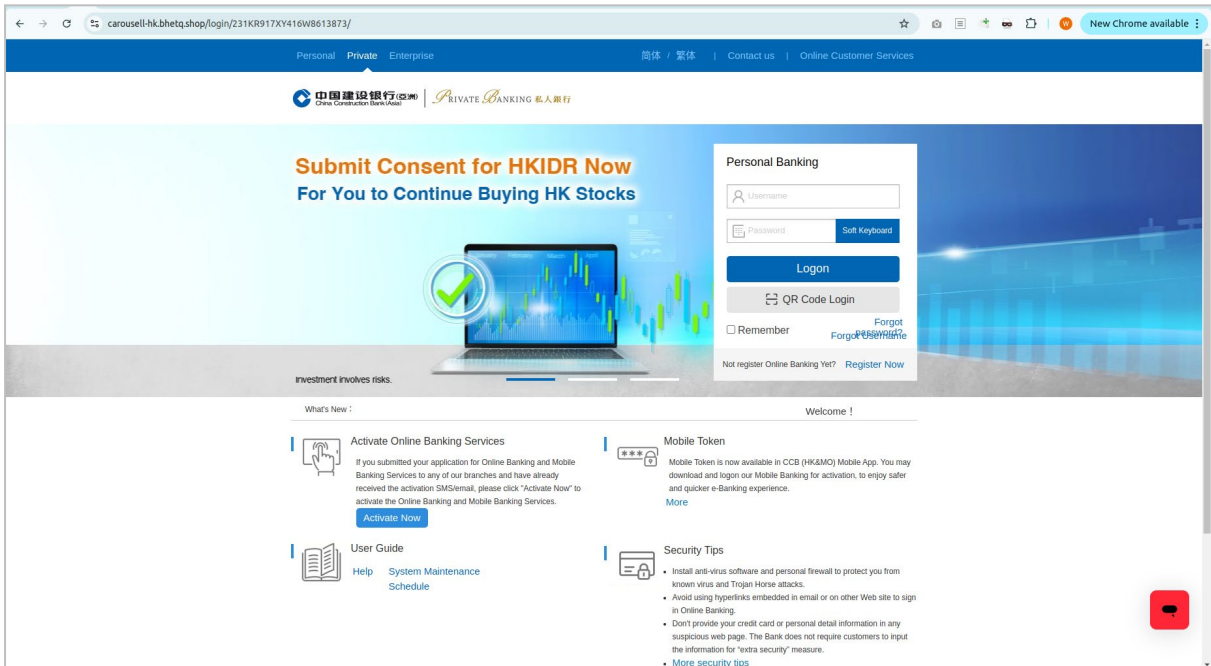 carousell-hk.bhetq.shop/login/231KR917XY416W8613873/
W
New Chrome available
Personal Private Enterprise
简体 / 繁体 | Contact us | Online Customer Services
中国建设银行(亞洲)
China Construction Bank (Asia)
PRIVATE BANKING 私人銀行
Submit Consent for HKIDR Now
For You to Continue Buying HK Stocks
January February March April
Investment involves risks.
Personal Banking
Username
Password
Soft Keyboard
Logon
QR Code Login
Remember
Forgot password?
Forgot Username
Not register Online Banking Yet? Register Now
What's New :
Welcome !
Activate Online Banking Services
If you submitted your application for Online Banking and Mobile
Banking Services to any of our branches and have already
received the activation SMS/email, please click "Activate Now" to
activate the Online Banking and Mobile Banking Services.
Activate Now
Mobile Token
Mobile Token is now available in CCB (HK&MO) Mobile App. You may
download and logon our Mobile Banking for activation, to enjoy safer
and quicker e-Banking experience.
More
User Guide
Help System Maintenance
Schedule
Security Tips
• Install anti-virus software and personal firewall to protect you from
known virus and Trojan Horse attacks.
• Avoid using hyperlinks embedded in email or on other Web site to sign
in Online Banking.
• Don't provide your credit card or personal detail information in any
suspicious web page. The Bank does not require customers to input
the information for "extra security" measure.
• More security tips